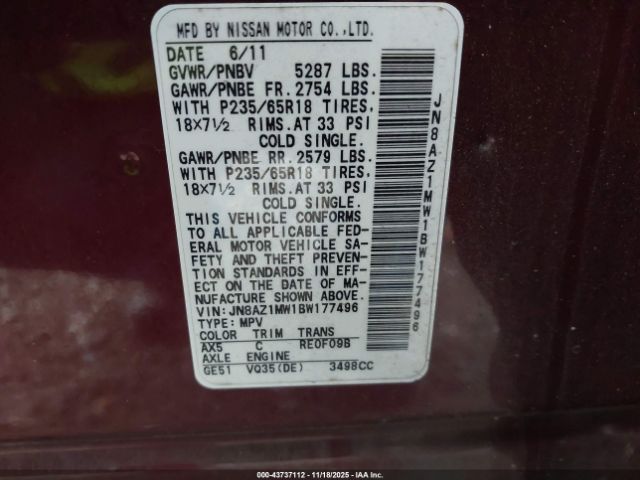 MFD BY NISSAN MOTOR CO.,LTD.
DATE 6/11
GVWR/PNBV 5287 LBS.
GAWR/PNBE FR. 2754 LBS.
WITH P235/65R18 TIRES.
18X7½ RIMS.AT 33 PSI
COLD SINGLE.
GAWR/PNBE RR. 2579 LBS.
WITH P235/65R18 TIRES.
18X7½ RIMS.AT 33 PSI
COLD SINGLE.
THIS VEHICLE CONFORMS
TO ALL APPLICABLE FED-
ERAL MOTOR VEHICLE SA-
FETY AND THEFT PREVEN-
TION STANDARDS IN EFF-
ECT ON THE DATE OF MA-
NUFACTURE SHOWN ABOVE.
VIN: JN8AZ1MW1BW177496
TYPE: MPV
COLOR TRIM TRANS
AX5 C RE0F09B
AXLE ENGINE
GE51 VQ35(DE) 3498CC
JN8AZ1MW1BW177496
000-43737112 — 11/18/2025 — IAA Inc.